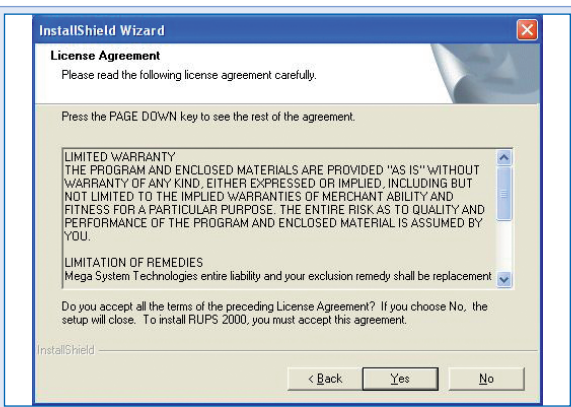 InstallShield Wizard
License Agreement
Please read the following license agreement carefully.
Press the PAGE DOWN key to see the rest of the agreement.
LIMITED WARRANTY
THE PROGRAM AND ENCLOSED MATERIALS ARE PROVIDED "AS IS" WITHOUT
WARRANTY OF ANY KIND, EITHER EXPRESSED OR IMPLIED, INCLUDING BUT
NOT LIMITED TO THE IMPLIED WARRANTIES OF MERCHANT ABILITY AND
FITNESS FOR A PARTICULAR PURPOSE. THE ENTIRE RISK AS TO QUALITY AND
PERFORMANCE OF THE PROGRAM AND ENCLOSED MATERIAL IS ASSUMED BY
YOU.
LIMITATION OF REMEDIES
Mega System Technologies entire liability and your exclusion remedy shall be replacement
Do you accept all the terms of the preceding License Agreement? If you choose No, the
setup will close. To install RUPS 2000, you must accept this agreement.
InstallShield
< Back Yes No